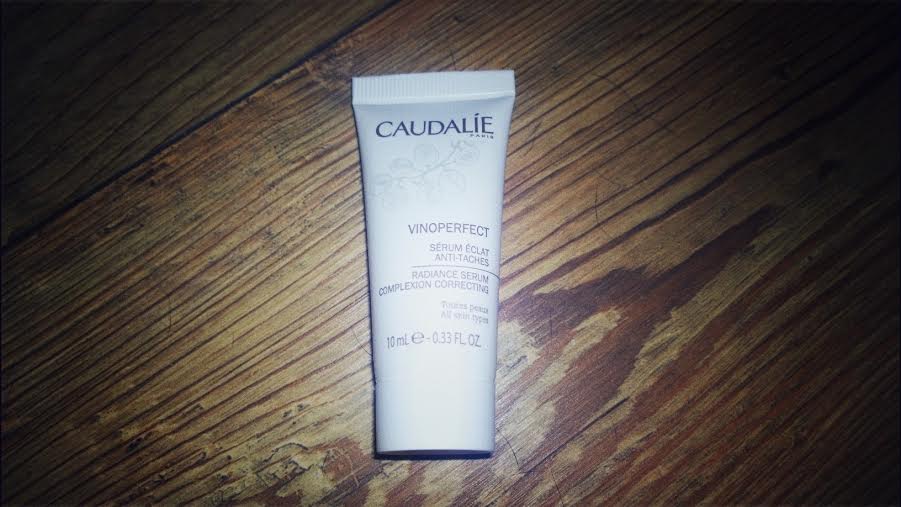 CAUDALÍE
PARIS
VINOPERFECT
SÉRUM ÉCLAT
ANTI-TACHES
RADIANCE SERUM
COMPLEXION CORRECTING
Toutes peaux
All skin types
10 mL ℮ - 0.33 FL. OZ.